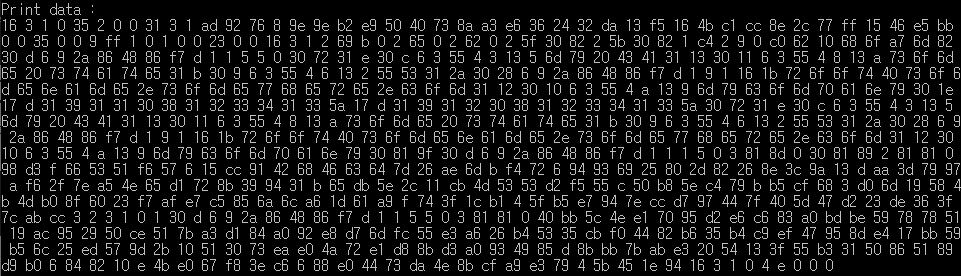 Print data :
16 3 1 0 35 2 0 0 31 3 1 ad 92 76 8 9e 9e b2 e9 50 40 73 8a a3 e6 36 24 32 da 13 f5 16 4b c1 cc 8e 2c 77 ff 15 46 e5 bb
0 0 35 0 0 9 ff 1 0 1 0 0 23 0 0 16 3 1 2 69 b 0 2 65 0 2 62 0 2 5f 30 82 2 5b 30 82 1 c4 2 9 0 c0 62 10 68 6f a7 6d 82
30 d 6 9 2a 86 48 86 f7 d 1 1 5 5 0 30 72 31 e 30 c 6 3 55 4 3 13 5 6d 79 20 43 41 31 13 30 11 6 3 55 4 8 13 a 73 6f 6d
65 20 73 74 61 74 65 31 b 30 9 6 3 55 4 6 13 2 55 53 31 2a 30 28 6 9 2a 86 48 86 f7 d 1 9 1 16 1b 72 6f 6f 74 40 73 6f 6
d 65 6e 61 6d 65 2e 73 6f 6d 65 77 68 65 72 65 2e 63 6f 6d 31 12 30 10 6 3 55 4 a 13 9 6d 79 63 6f 6d 70 61 6e 79 30 1e
17 d 31 39 31 31 30 38 31 32 33 34 31 33 5a 17 d 31 39 31 32 30 38 31 32 33 34 31 33 5a 30 72 31 e 30 c 6 3 55 4 3 13 5
6d 79 20 43 41 31 13 30 11 6 3 55 4 8 13 a 73 6f 6d 65 20 73 74 61 74 65 31 b 30 9 6 3 55 4 6 13 2 55 53 31 2a 30 28 6 9
2a 86 48 86 f7 d 1 9 1 16 1b 72 6f 6f 74 40 73 6f 6d 65 6e 61 6d 65 2e 73 6f 6d 65 77 68 65 72 65 2e 63 6f 6d 31 12 30
10 6 3 55 4 a 13 9 6d 79 63 6f 6d 70 61 6e 79 30 81 9f 30 d 6 9 2a 86 48 86 f7 d 1 1 1 5 0 3 81 8d 0 30 81 89 2 81 81 0
98 d3 f 66 53 51 f6 57 6 15 cc 91 42 68 46 63 64 7d 26 ae 6d bf f4 72 6 94 93 69 25 80 2d 82 26 8e 3c 9a 13 d aa 3d 79 97
a f6 2f 7e a5 4e 65 d1 72 8b 39 94 31 b 65 db 5e 2c 11 cb 4d 53 53 d2 f5 55 c 50 b8 5e c4 79 b b5 cf 68 3 d0 6d 19 58 4
b 4d b0 8f 60 23 f7 af e7 c5 85 6a 6c a6 1d 61 a9 f 74 3f 1c b1 4 5f b5 e7 94 7e cc d7 97 44 7f 40 5d 47 d2 23 de 36 3f
7c ab cc 3 2 3 1 0 1 30 d 6 9 2a 86 48 86 f7 d 1 1 5 5 0 3 81 81 0 40 bb 5c 4e e1 70 95 d2 e6 c6 83 a0 bd be 59 78 78 51
19 ac 95 29 50 ce 51 7b a3 d1 84 a0 92 e8 d7 6d fc 55 e3 a6 26 b4 53 35 cb f0 44 82 b6 35 b4 c9 ef 47 95 8d e4 17 bb 59
b5 6c 25 ed 57 9d 2b 10 51 30 73 ea e0 4a 72 e1 d8 8b d3 a0 93 49 85 d 8b bb 7b ab e3 20 54 13 3f 55 b3 31 50 86 51 89
d9 b0 6 84 82 10 e 4b e0 67 f8 3e c6 6 88 e0 44 73 da 4e 8b cf a9 e3 79 4 5b 45 1e 94 16 3 1 0 4 e 0 0 0